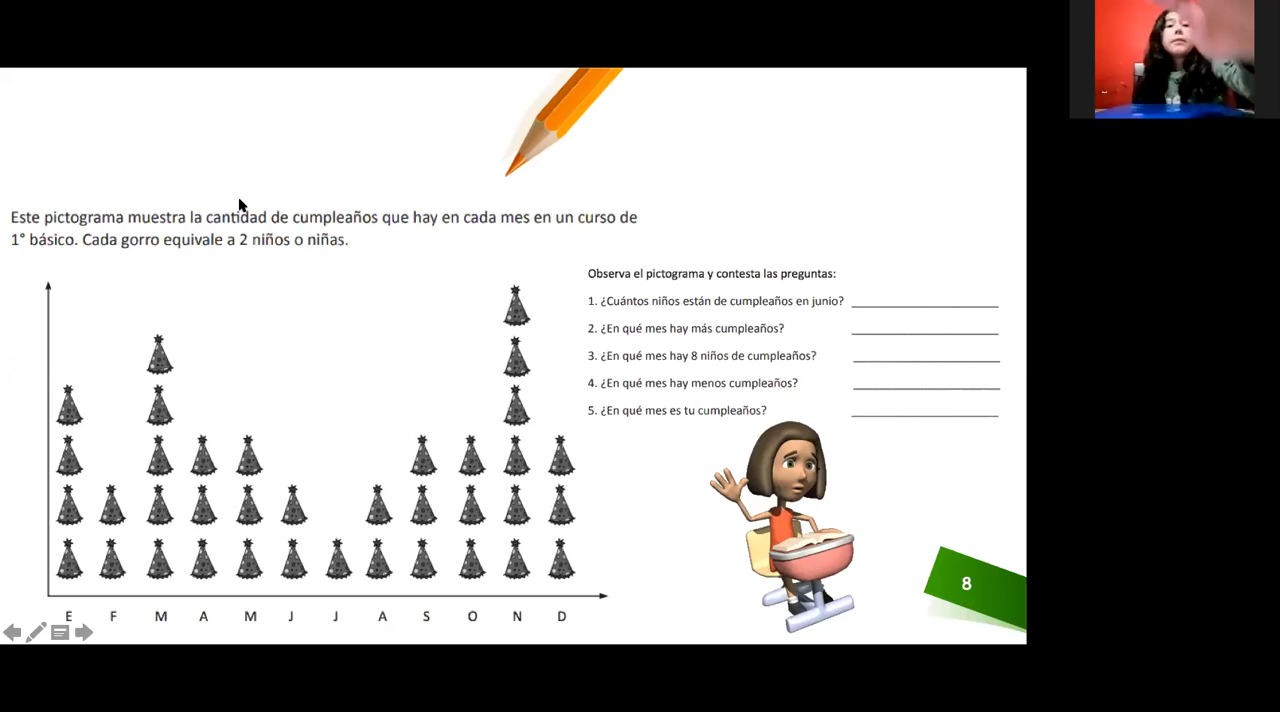 Este pictograma muestra la cantidad de cumpleaños que hay en cada mes en un curso de
1° básico. Cada gorro equivale a 2 niños o niñas.
Observa el pictograma y contesta las preguntas:
1. ¿Cuántos niños están de cumpleaños en junio?
2. ¿En qué mes hay más cumpleaños?
3. ¿En qué mes hay 8 niños de cumpleaños?
4. ¿En qué mes hay menos cumpleaños?
5. ¿En qué mes es tu cumpleaños?
E F M A M J J A S O N D
8